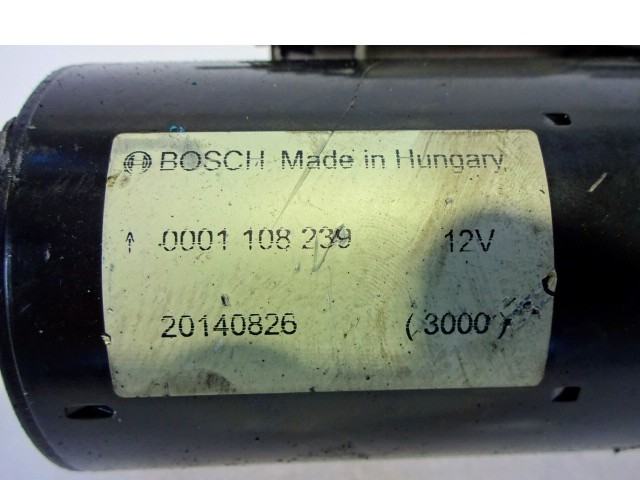 BOSCH Made in Hungary
↑ 0001 108 239 12V
20140826 (3000)